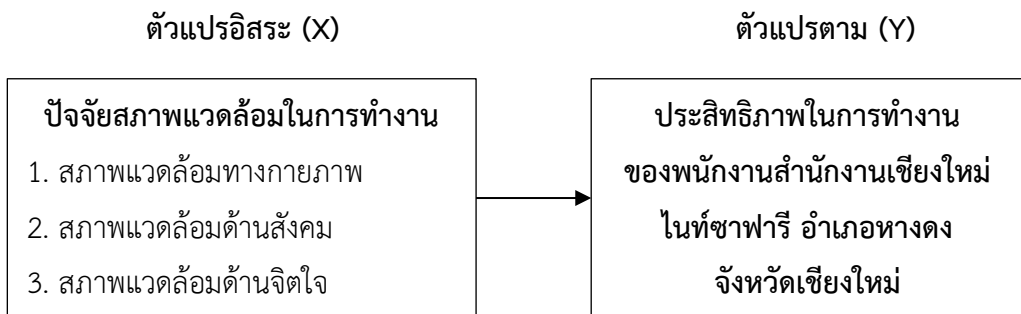 ตัวแปรอิสระ (X)
ตัวแปรตาม (Y)
ปัจจัยสภาพแวดล้อมในการทำงาน
1. สภาพแวดล้อมทางกายภาพ
2. สภาพแวดล้อมด้านสังคม
3. สภาพแวดล้อมด้านจิตใจ
ประสิทธิภาพในการทำงาน
ของพนักงานสำนักงานเชียงใหม่
ไนท์ซาฟารี อำเภอหางดง
จังหวัดเชียงใหม่